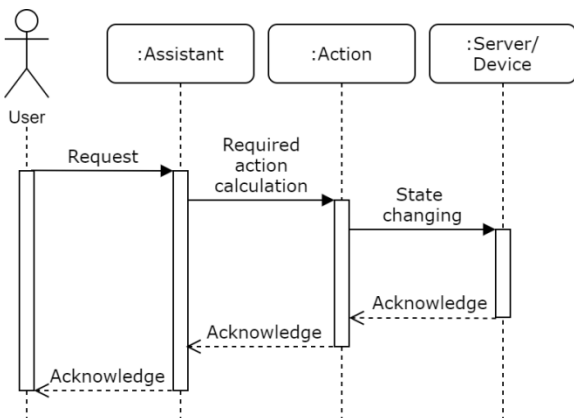 :Assistant
:Action
:Server/
Device
User
Request
Required
action
calculation
State
changing
Acknowledge
Acknowledge
Acknowledge